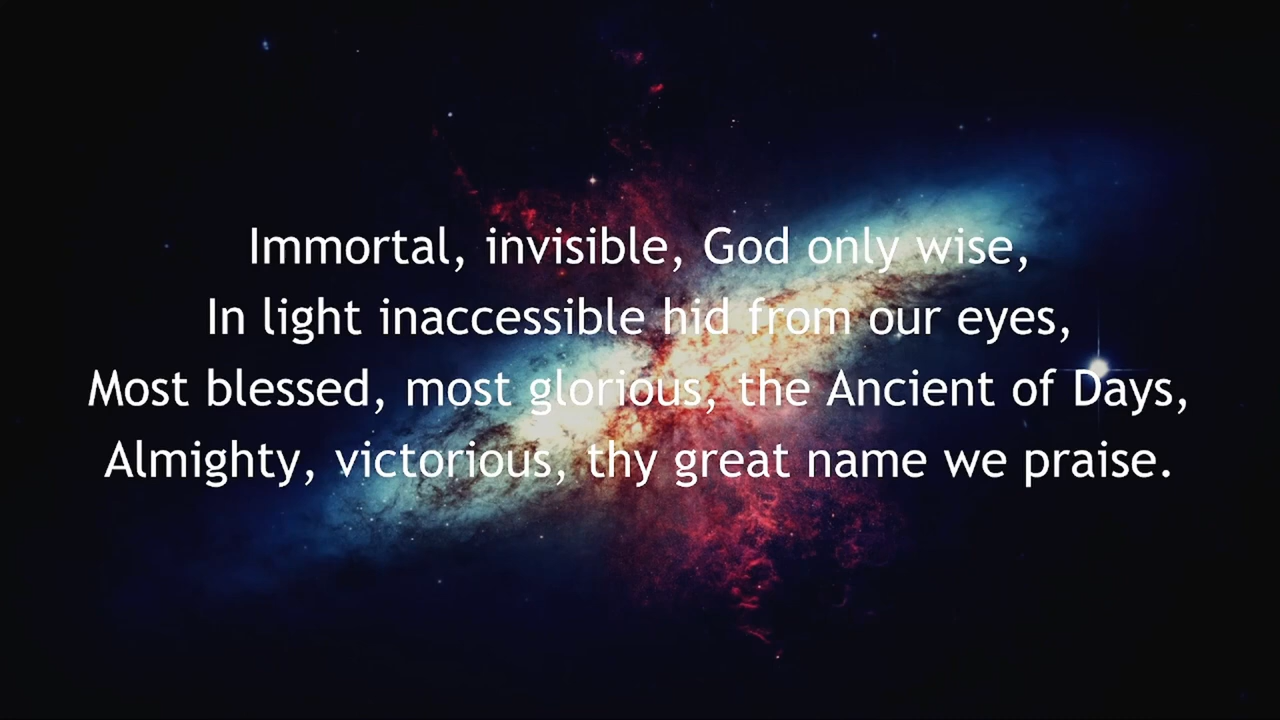 Immortal, invisible, God only wise,
In light inaccessible hid from our eyes,
Most blessed, most glorious, the Ancient of Days,
Almighty, victorious, thy great name we praise.